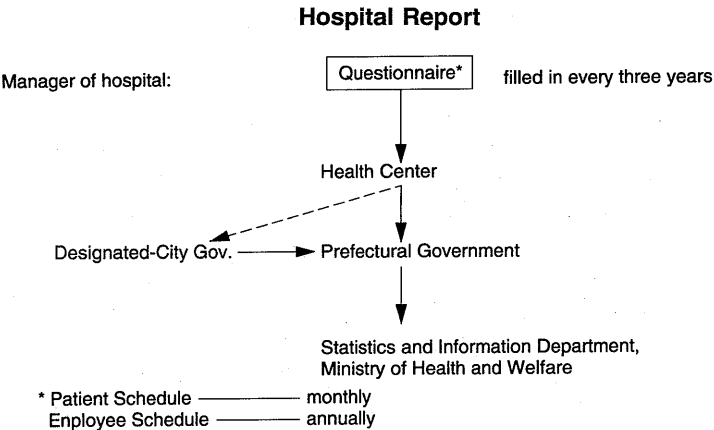 Hospital Report
Manager of hospital: Questionnaire* filled in every three years
Health Center
Designated-City Gov. Prefectural Government
Statistics and Information Department,
Ministry of Health and Welfare
* Patient Schedule monthly
Enployee Schedule annually